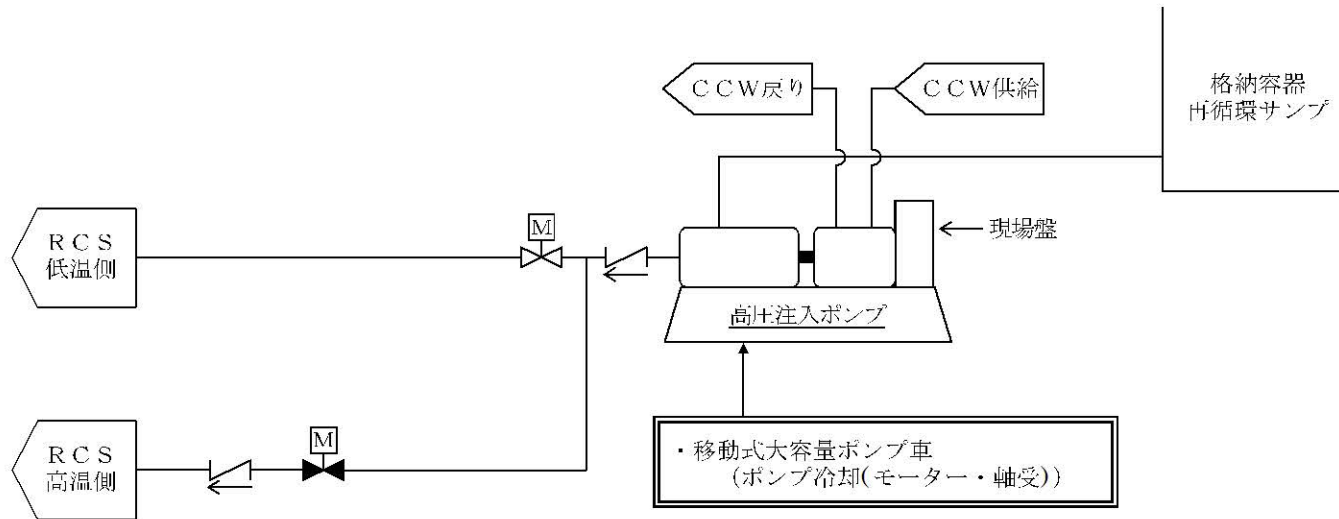 CCW戻り
CCW供給
格納容器
再循環サンプ
現場盤
RCS
低温側
M
高圧注入ポンプ
RCS
高温側
M
・移動式大容量ポンプ車
(ポンプ冷却(モーター・軸受))